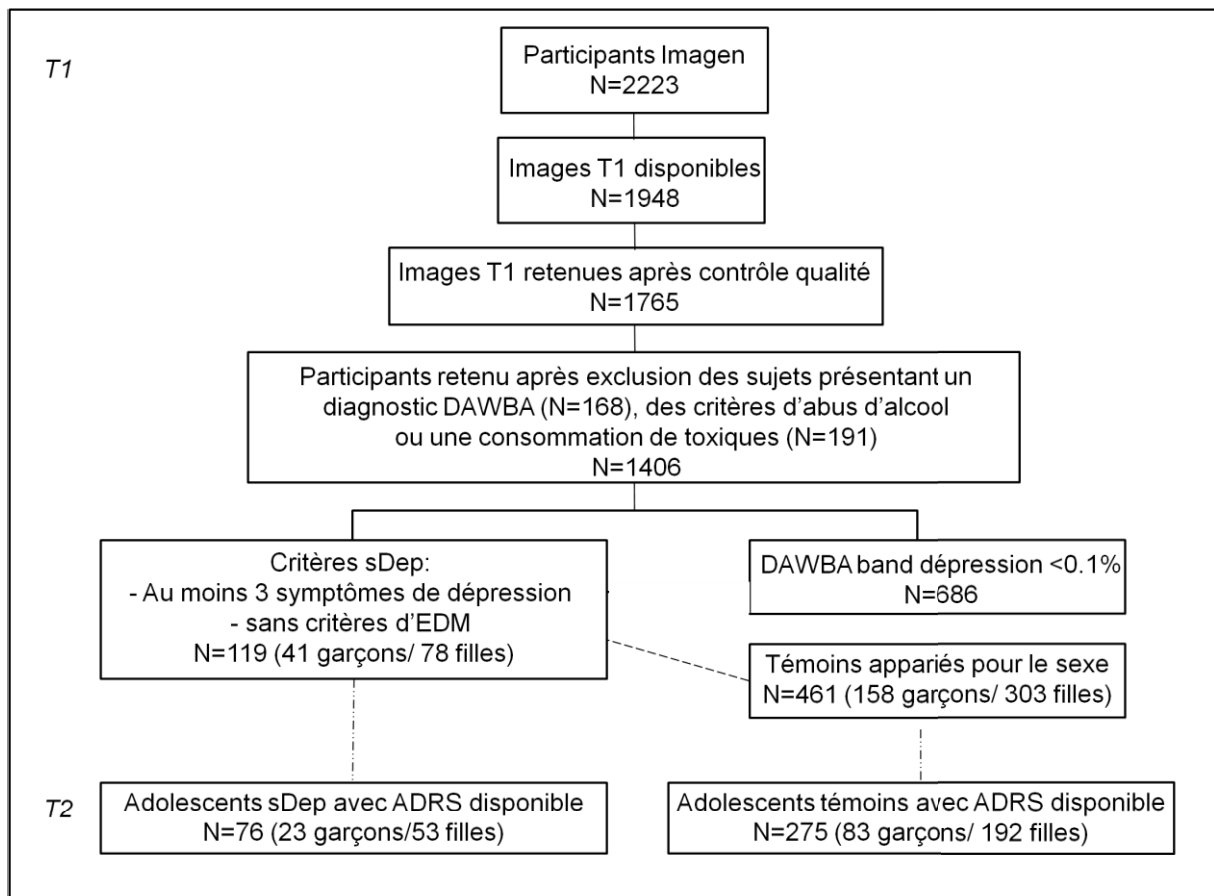 T1
Participants Imagen
N=2223
Images T1 disponibles
N=1948
Images T1 retenues après contrôle qualité
N=1765
Participants retenu après exclusion des sujets présentant un
diagnostic DAWBA (N=168), des critères d'abus d'alcool
ou une consommation de toxiques (N=191)
N=1406
Critères sDep:
- Au moins 3 symptômes de dépression
- sans critères d'EDM
N=119 (41 garçons/ 78 filles)
DAWBA band dépression <0.1%
N=686
Témoins appariés pour le sexe
N=461 (158 garçons/ 303 filles)
T2
Adolescents sDep avec ADRS disponible
N=76 (23 garçons/53 filles)
Adolescents témoins avec ADRS disponible
N=275 (83 garçons/ 192 filles)